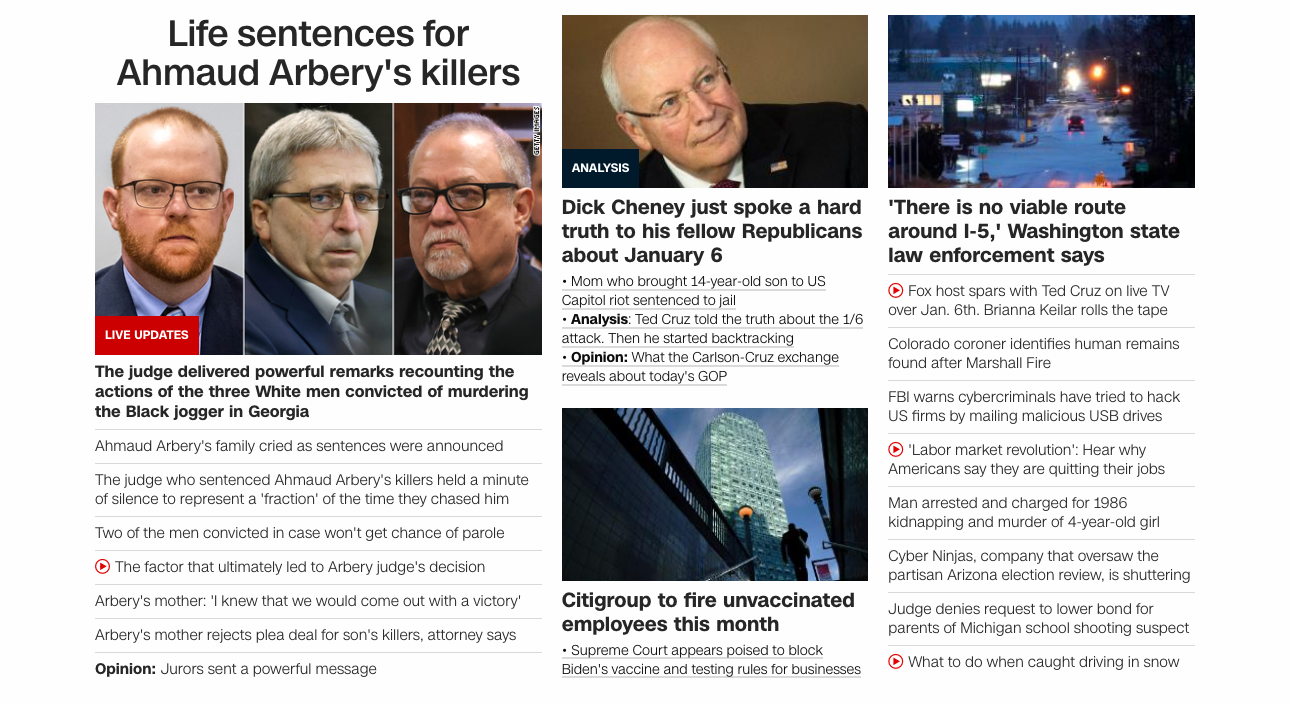 Life sentences for
Ahmaud Arbery's killers
GETTY IMAGES
LIVE UPDATES
The judge delivered powerful remarks recounting the
actions of the three White men convicted of murdering
the Black jogger in Georgia
Ahmaud Arbery's family cried as sentences were announced
The judge who sentenced Ahmaud Arbery's killers held a minute
of silence to represent a 'fraction' of the time they chased him
Two of the men convicted in case won't get chance of parole
The factor that ultimately led to Arbery judge's decision
Arbery's mother: 'I knew that we would come out with a victory'
Arbery's mother rejects plea deal for son's killers, attorney says
Opinion: Jurors sent a powerful message
ANALYSIS
Dick Cheney just spoke a hard
truth to his fellow Republicans
about January 6
• Mom who brought 14-year-old son to US
Capitol riot sentenced to jail
• Analysis: Ted Cruz told the truth about the 1/6
attack. Then he started backtracking
• Opinion: What the Carlson-Cruz exchange
reveals about today's GOP
Citigroup to fire unvaccinated
employees this month
• Supreme Court appears poised to block
Biden's vaccine and testing rules for businesses
'There is no viable route
around I-5,' Washington state
law enforcement says
Fox host spars with Ted Cruz on live TV
over Jan. 6th. Brianna Keilar rolls the tape
Colorado coroner identifies human remains
found after Marshall Fire
FBI warns cybercriminals have tried to hack
US firms by mailing malicious USB drives
'Labor market revolution': Hear why
Americans say they are quitting their jobs
Man arrested and charged for 1986
kidnapping and murder of 4-year-old girl
Cyber Ninjas, company that oversaw the
partisan Arizona election review, is shuttering
Judge denies request to lower bond for
parents of Michigan school shooting suspect
What to do when caught driving in snow